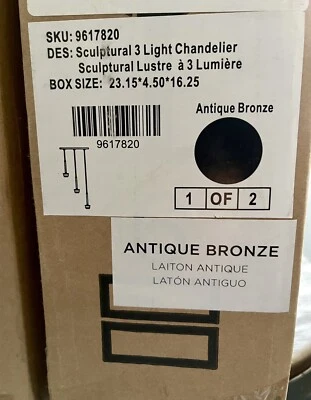 SKU: 9617820
DES: Sculptural 3 Light Chandelier
Sculptural Lustre à 3 Lumière
BOX SIZE: 23.15*4.50*16.25
Antique Bronze
9617820
1 OF 2
ANTIQUE BRONZE
LAITON ANTIQUE
LATÓN ANTIGUO